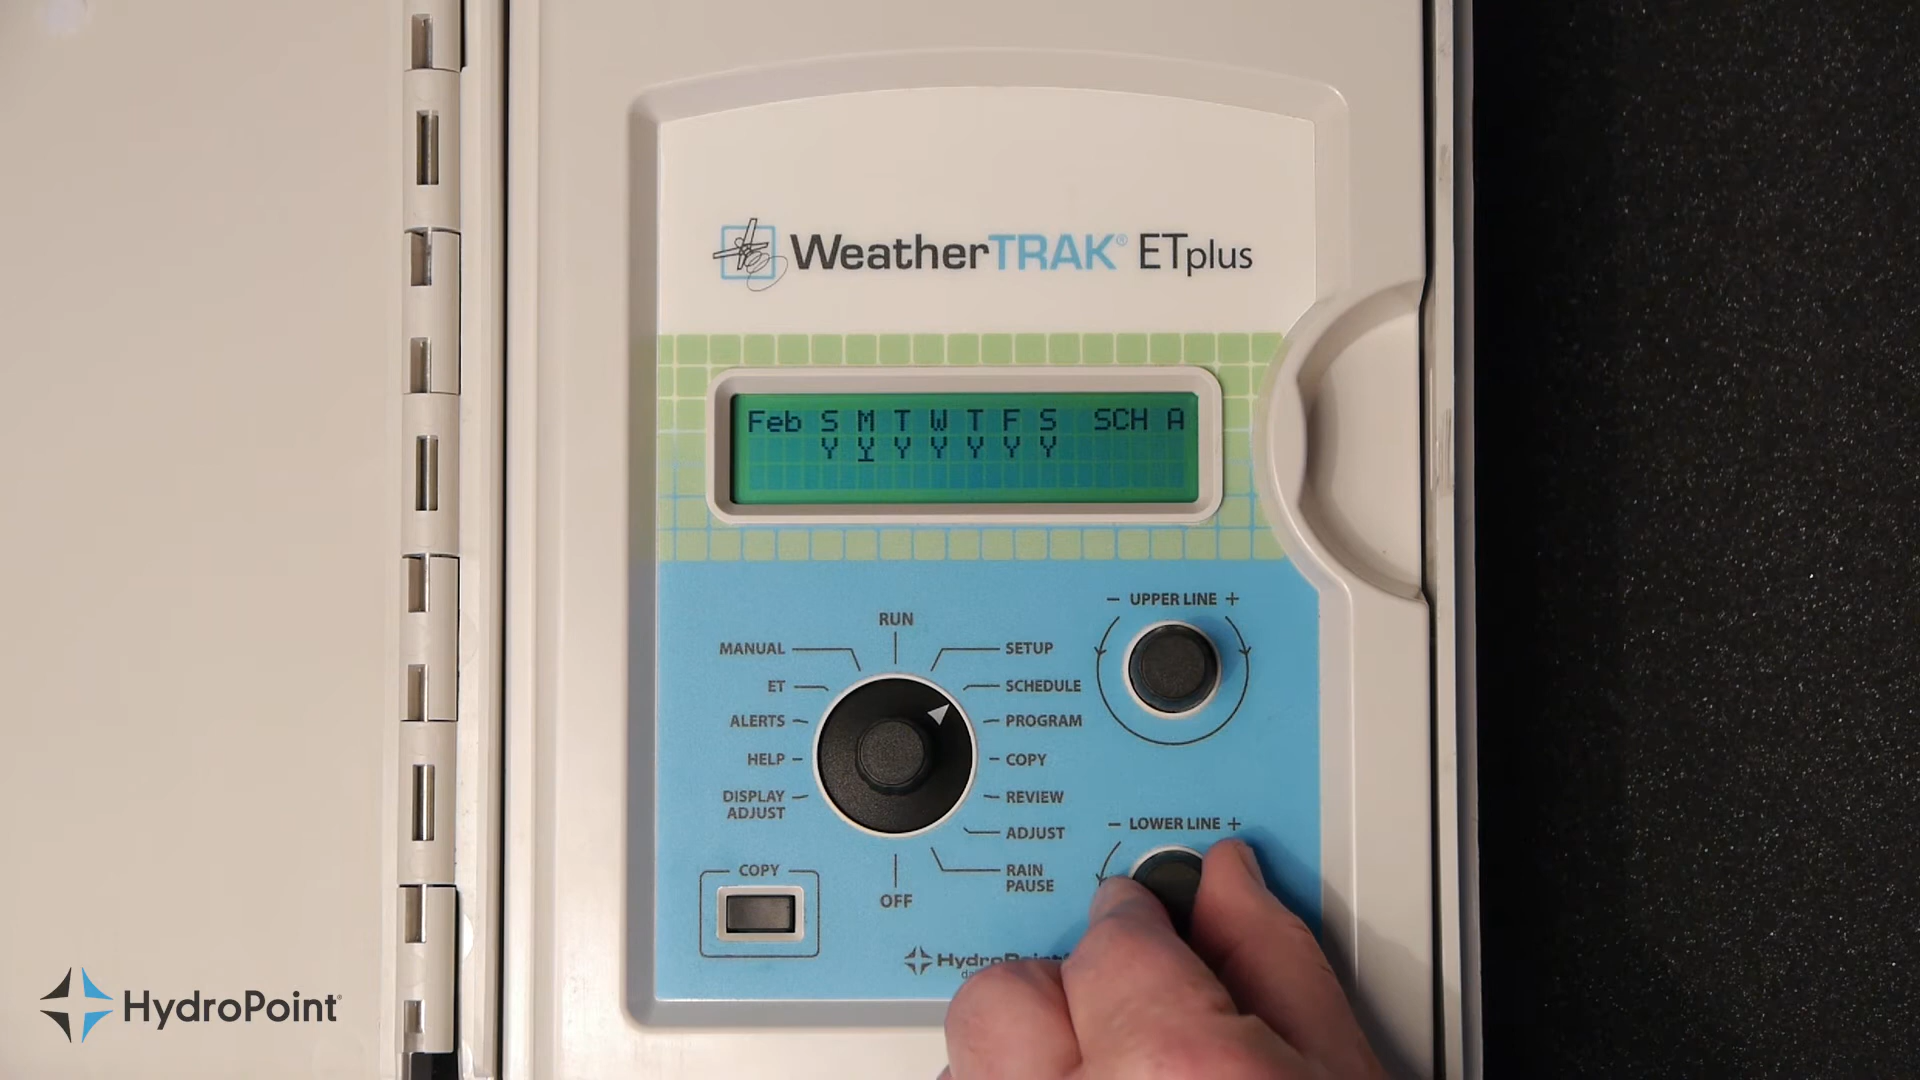 WeatherTRAK® ETplus
Feb S M T W T F S SCH A
Y Y Y Y Y Y Y
− UPPER LINE +
RUN
MANUAL
SETUP
ET
SCHEDULE
ALERTS
PROGRAM
HELP
COPY
DISPLAY
ADJUST
REVIEW
ADJUST
− LOWER LINE +
COPY
RAIN
PAUSE
OFF
HydroPoint®
HydroPoint®